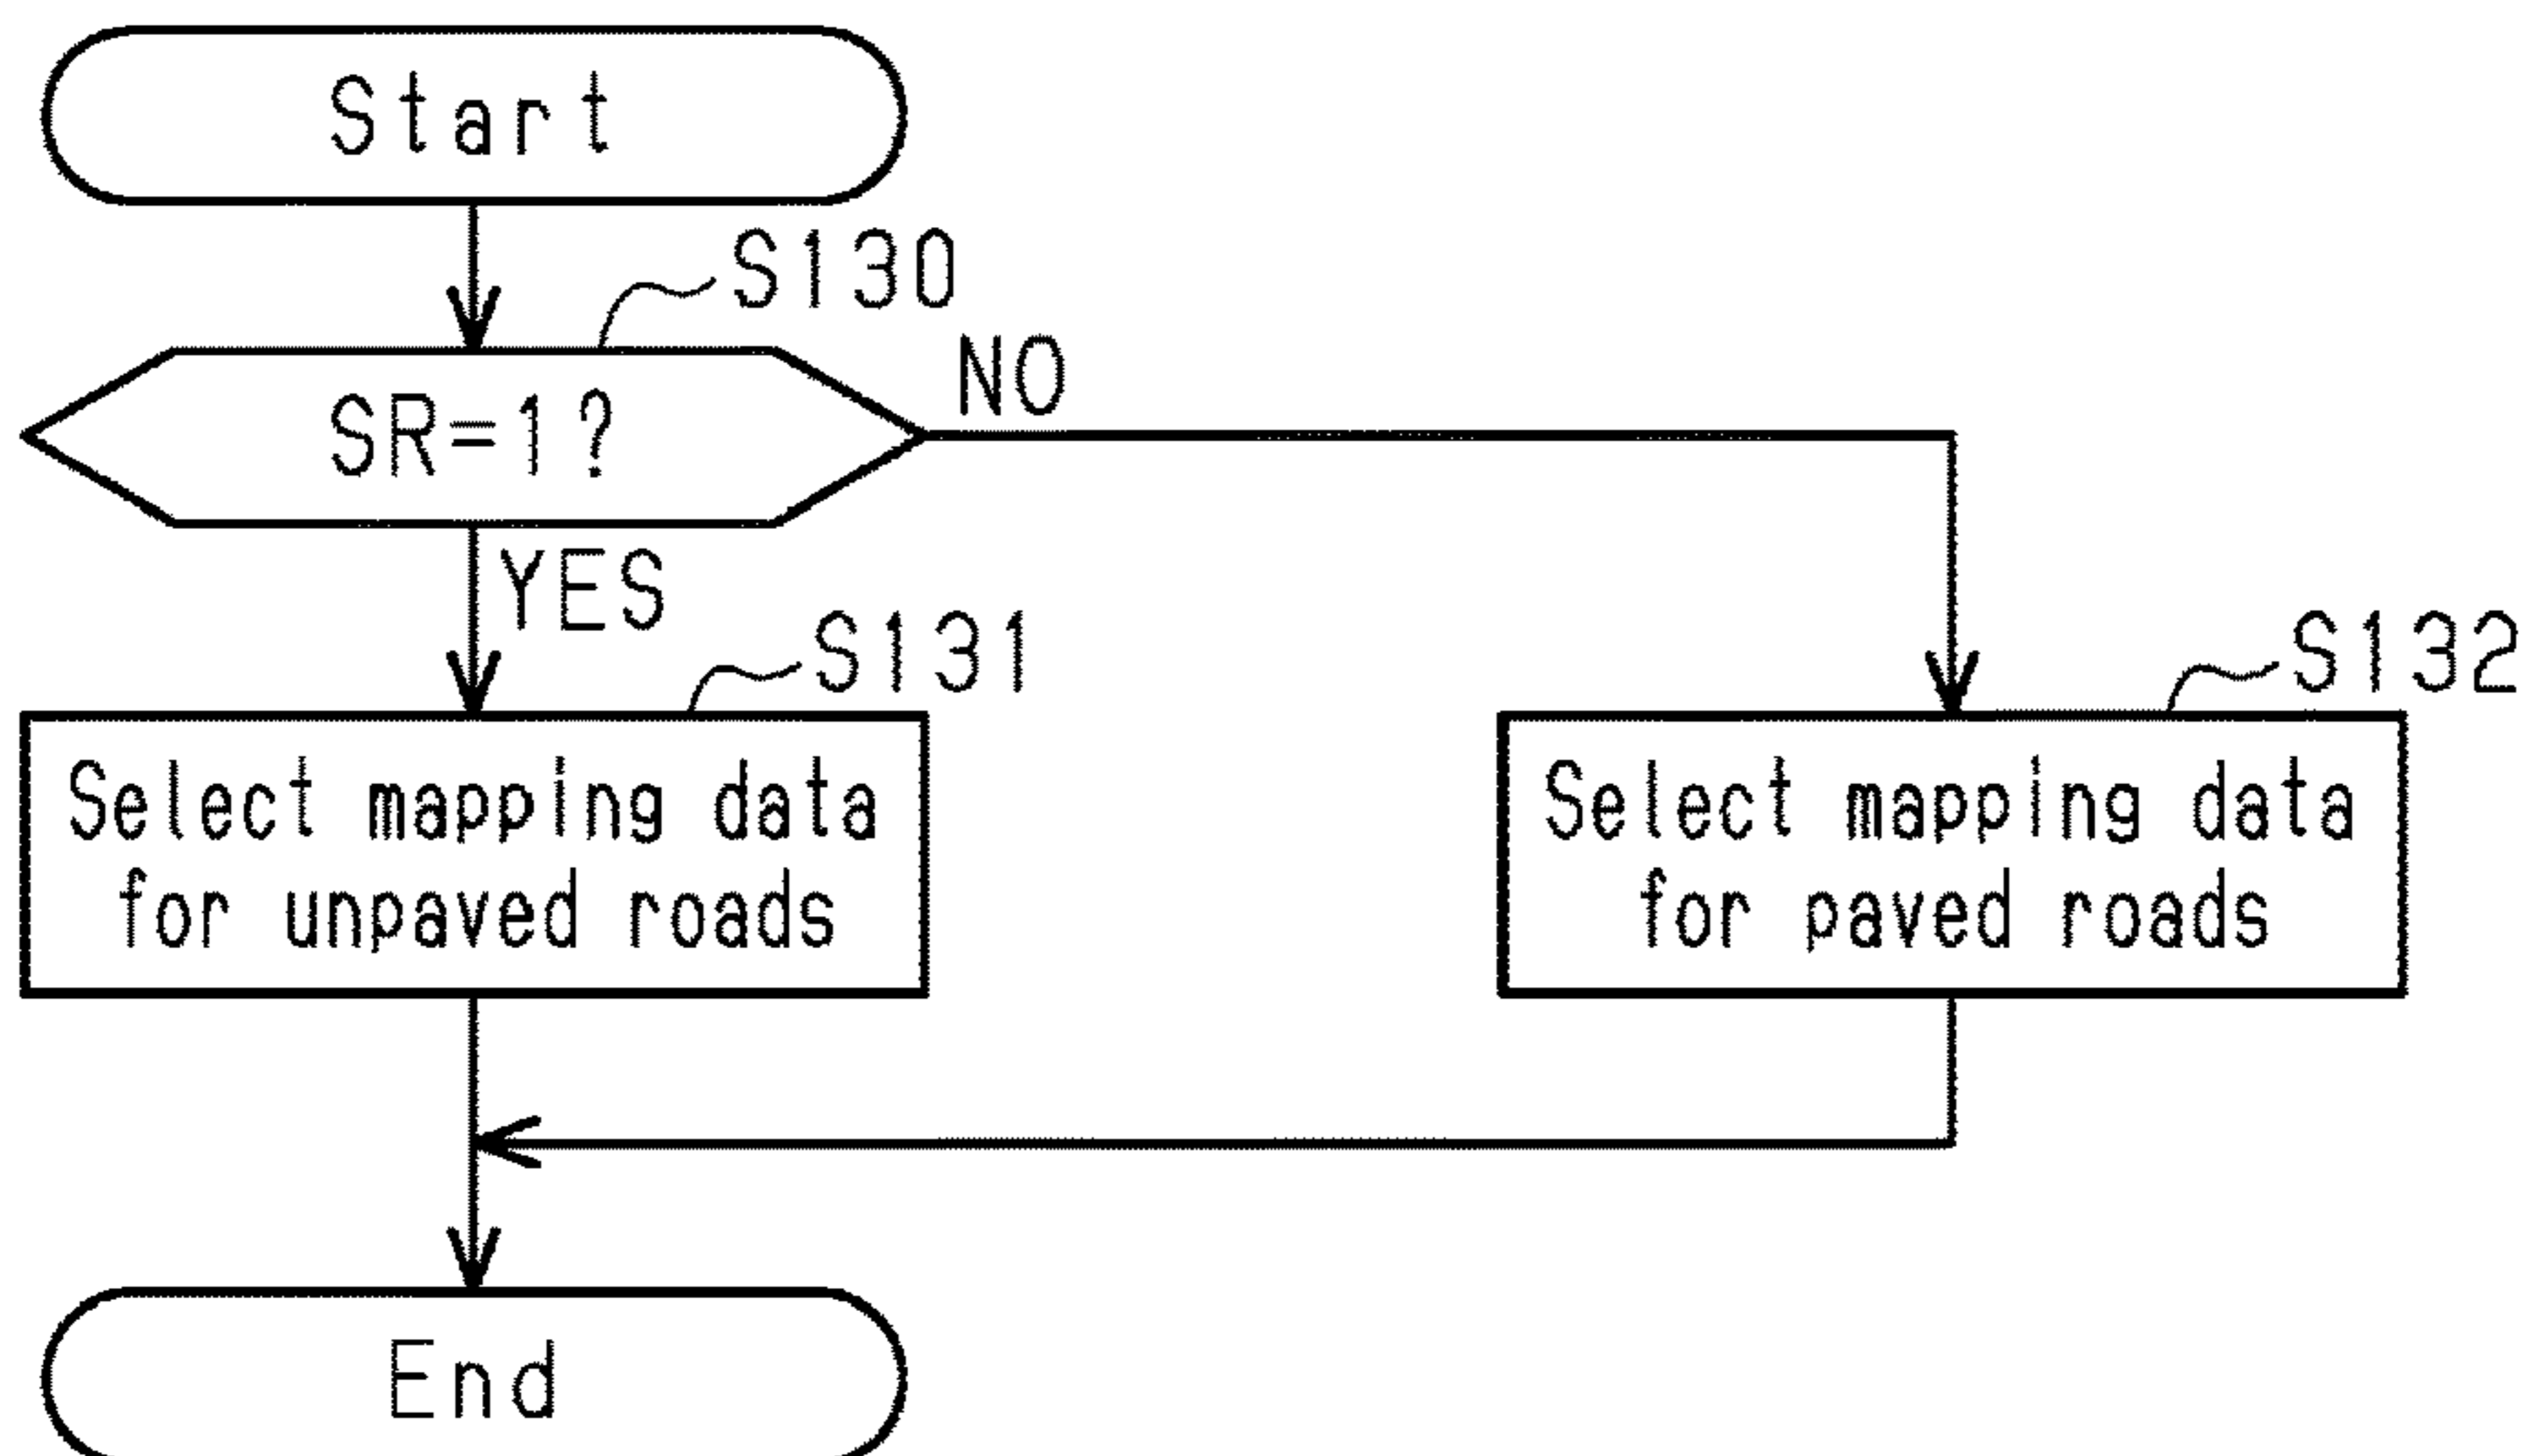 Start
S130
SR=1?
NO
YES
S131
S132
Select mapping data
for unpaved roads
Select mapping data
for paved roads
End